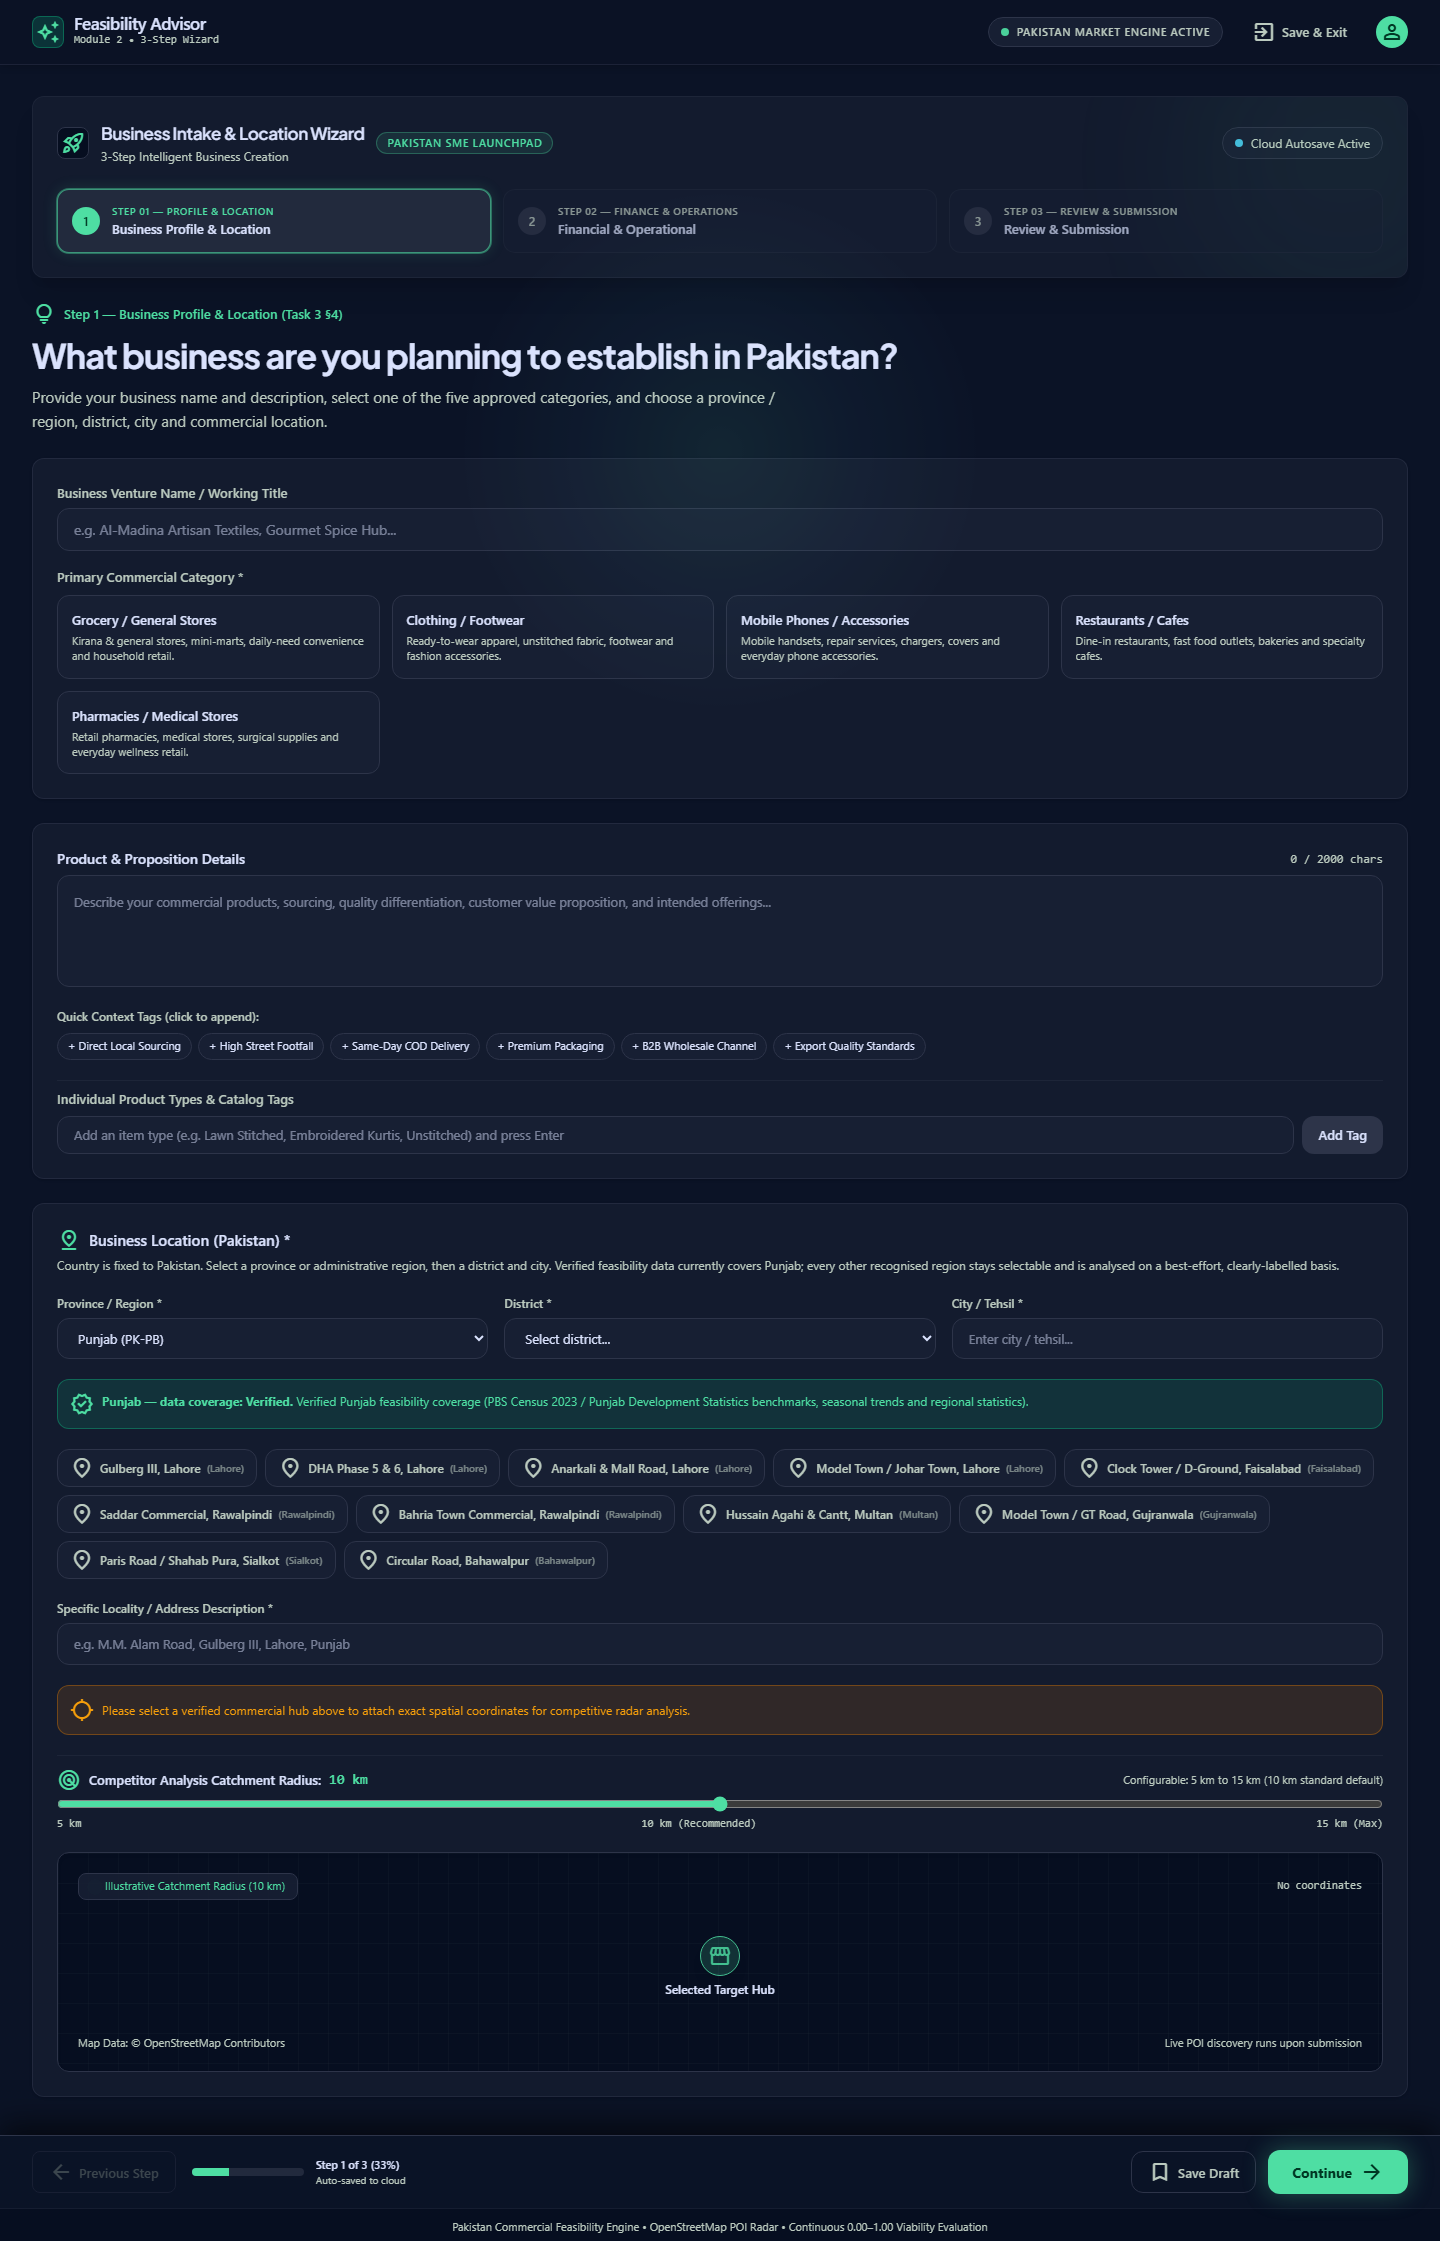 Feasibility Advisor
Module 2 • 3-Step Wizard
PAKISTAN MARKET ENGINE ACTIVE
Save & Exit
Business Intake & Location Wizard
PAKISTAN SME LAUNCHPAD
3-Step Intelligent Business Creation
Cloud Autosave Active
1
STEP 01 — PROFILE & LOCATION
Business Profile & Location
2
STEP 02 — FINANCE & OPERATIONS
Financial & Operational
3
STEP 03 — REVIEW & SUBMISSION
Review & Submission
Step 1 — Business Profile & Location (Task 3 §4)
What business are you planning to establish in Pakistan?
Provide your business name and description, select one of the five approved categories, and choose a province /
region, district, city and commercial location.
Business Venture Name / Working Title
e.g. Al-Madina Artisan Textiles, Gourmet Spice Hub...
Primary Commercial Category *
Grocery / General Stores
Kirana & general stores, mini-marts, daily-need convenience
and household retail.
Clothing / Footwear
Ready-to-wear apparel, unstitched fabric, footwear and
fashion accessories.
Mobile Phones / Accessories
Mobile handsets, repair services, chargers, covers and
everyday phone accessories.
Restaurants / Cafes
Dine-in restaurants, fast food outlets, bakeries and specialty
cafes.
Pharmacies / Medical Stores
Retail pharmacies, medical stores, surgical supplies and
everyday wellness retail.
Product & Proposition Details
0 / 2000 chars
Describe your commercial products, sourcing, quality differentiation, customer value proposition, and intended offerings...
Quick Context Tags (click to append):
+ Direct Local Sourcing
+ High Street Footfall
+ Same-Day COD Delivery
+ Premium Packaging
+ B2B Wholesale Channel
+ Export Quality Standards
Individual Product Types & Catalog Tags
Add an item type (e.g. Lawn Stitched, Embroidered Kurtis, Unstitched) and press Enter
Add Tag
Business Location (Pakistan) *
Country is fixed to Pakistan. Select a province or administrative region, then a district and city. Verified feasibility data currently covers Punjab; every other recognised region stays selectable and is analysed on a best-effort, clearly-labelled basis.
Province / Region *
District *
City / Tehsil *
Punjab (PK-PB)
Select district...
Enter city / tehsil...
Punjab — data coverage: Verified. Verified Punjab feasibility coverage (PBS Census 2023 / Punjab Development Statistics benchmarks, seasonal trends and regional statistics).
Gulberg III, Lahore (Lahore)
DHA Phase 5 & 6, Lahore (Lahore)
Anarkali & Mall Road, Lahore (Lahore)
Model Town / Johar Town, Lahore (Lahore)
Clock Tower / D-Ground, Faisalabad (Faisalabad)
Saddar Commercial, Rawalpindi (Rawalpindi)
Bahria Town Commercial, Rawalpindi (Rawalpindi)
Hussain Agahi & Cantt, Multan (Multan)
Model Town / GT Road, Gujranwala (Gujranwala)
Paris Road / Shahab Pura, Sialkot (Sialkot)
Circular Road, Bahawalpur (Bahawalpur)
Specific Locality / Address Description *
e.g. M.M. Alam Road, Gulberg III, Lahore, Punjab
Please select a verified commercial hub above to attach exact spatial coordinates for competitive radar analysis.
Competitor Analysis Catchment Radius: 10 km
Configurable: 5 km to 15 km (10 km standard default)
5 km
10 km (Recommended)
15 km (Max)
Illustrative Catchment Radius (10 km)
No coordinates
Selected Target Hub
Map Data: © OpenStreetMap Contributors
Live POI discovery runs upon submission
Previous Step
Step 1 of 3 (33%)
Auto-saved to cloud
Save Draft
Continue
Pakistan Commercial Feasibility Engine • OpenStreetMap POI Radar • Continuous 0.00–1.00 Viability Evaluation